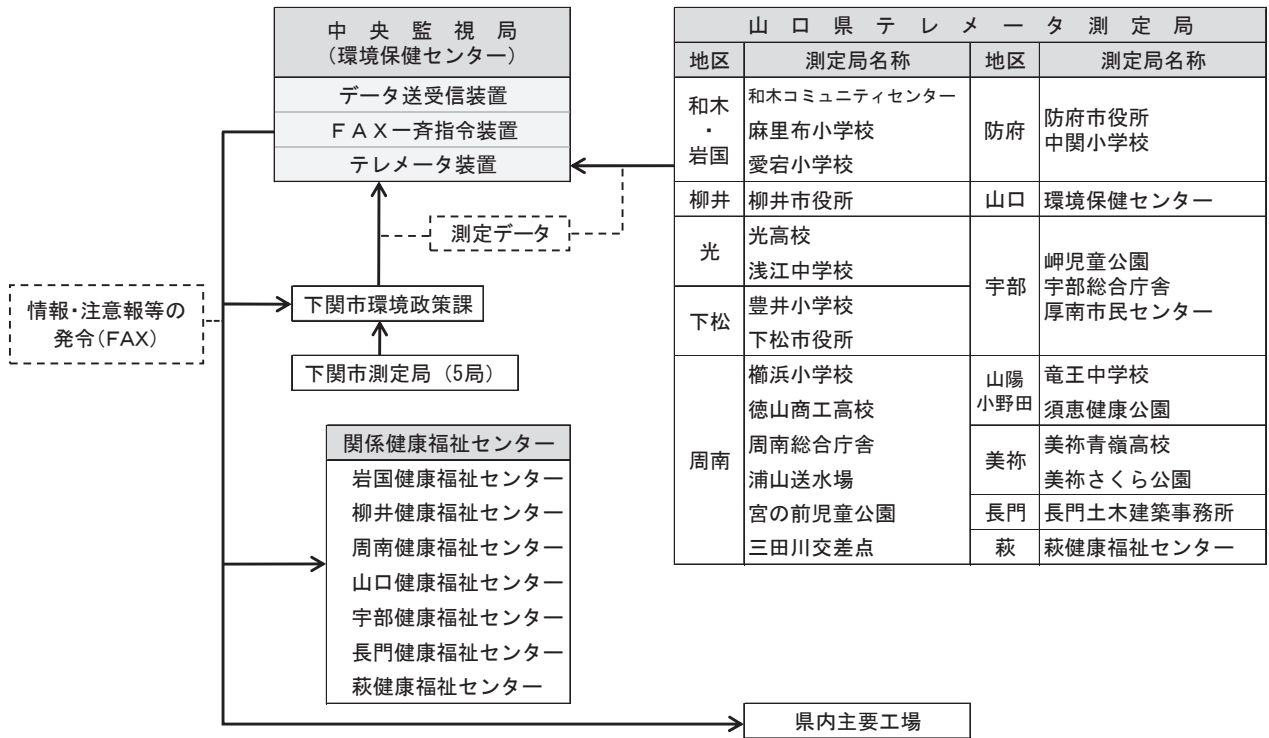 中央監視局
(環境保健センター)
データ送受信装置
FAX一斉指令装置
テレメータ装置
測定データ
情報・注意報等の
発令(FAX)
下関市環境政策課
下関市測定局(5局)
関係健康福祉センター
岩国健康福祉センター
柳井健康福祉センター
周南健康福祉センター
山口健康福祉センター
宇部健康福祉センター
長門健康福祉センター
萩健康福祉センター
県内主要工場
山口県テレメータ測定局
地区 測定局名称 地区 測定局名称
和木
・
岩国
和木コミュニティセンター
麻里布小学校
愛宕小学校
柳井 柳井市役所
光
光高校
浅江中学校
下松
豊井小学校
下松市役所
周南
櫛浜小学校
徳山商工高校
周南総合庁舎
浦山送水場
宮の前児童公園
三田川交差点
防府
防府市役所
中関小学校
山口 環境保健センター
宇部
岬児童公園
宇部総合庁舎
厚南市民センター
山陽
小野田
竜王中学校
須恵健康公園
美祢
美祢青嶺高校
美祢さくら公園
長門 長門土木建築事務所
萩 萩健康福祉センター